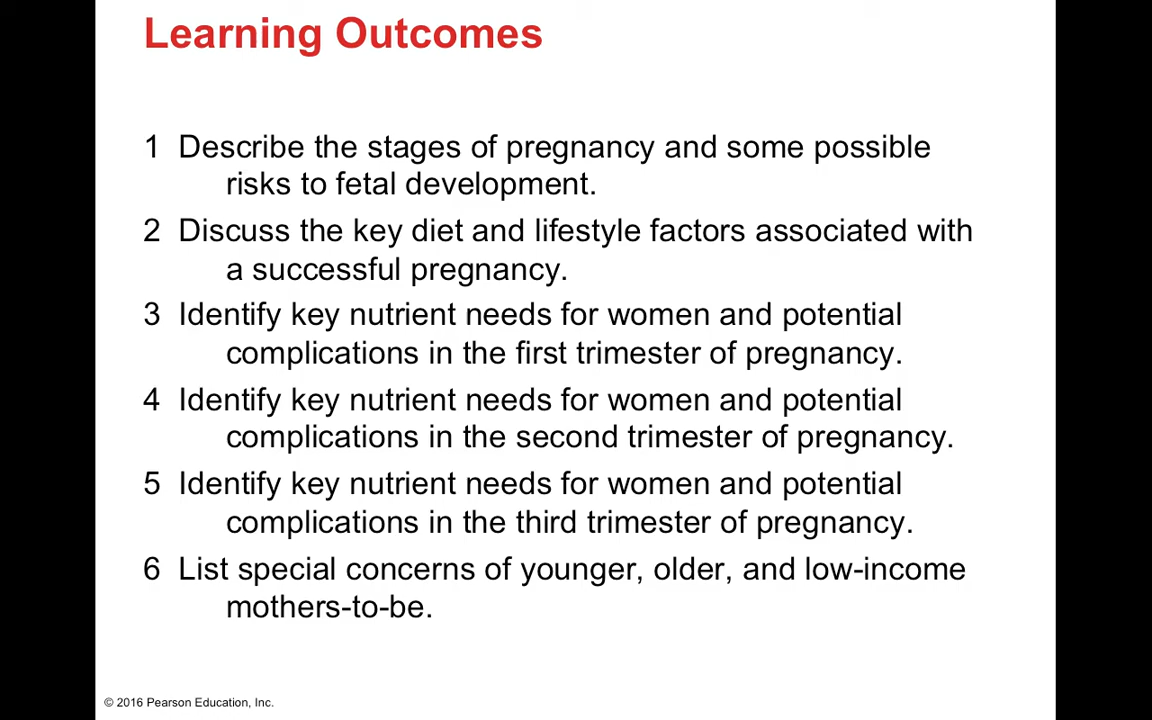 Learning Outcomes
1 Describe the stages of pregnancy and some possible
risks to fetal development.
2 Discuss the key diet and lifestyle factors associated with
a successful pregnancy.
3 Identify key nutrient needs for women and potential
complications in the first trimester of pregnancy.
4 Identify key nutrient needs for women and potential
complications in the second trimester of pregnancy.
5 Identify key nutrient needs for women and potential
complications in the third trimester of pregnancy.
6 List special concerns of younger, older, and low-income
mothers-to-be.
© 2016 Pearson Education, Inc.